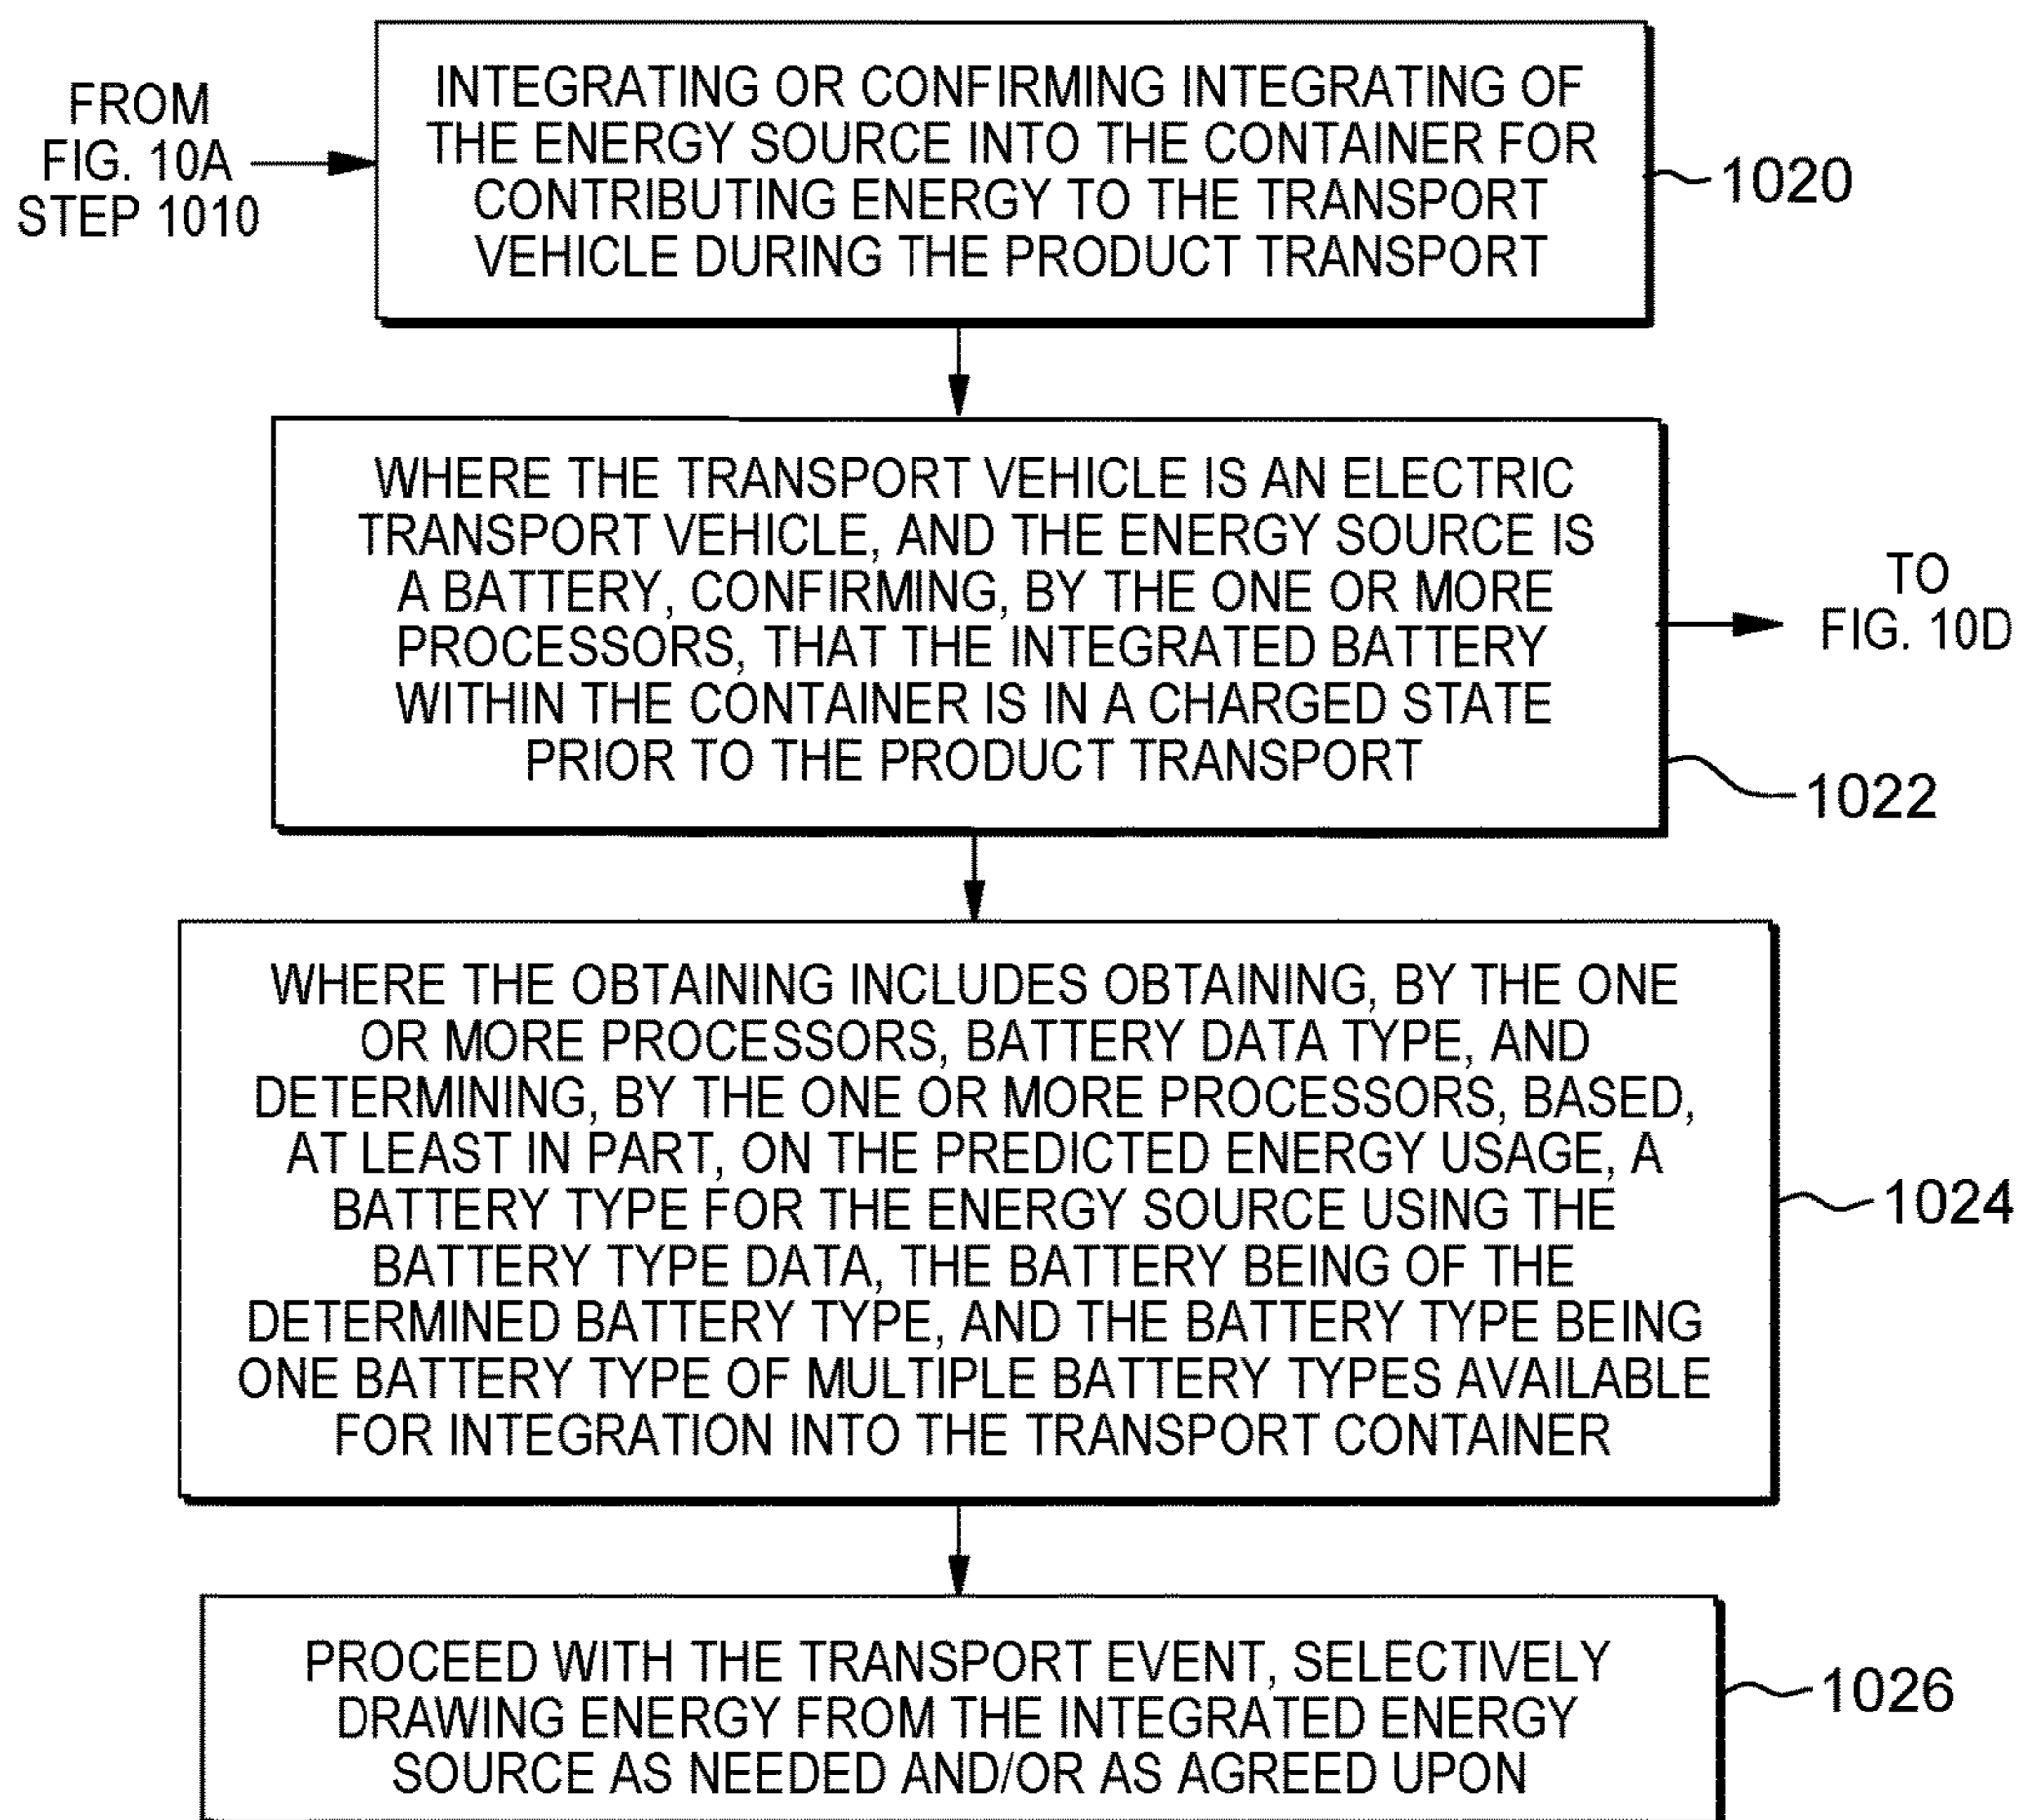 FROM
FIG. 10A
STEP 1010
INTEGRATING OR CONFIRMING INTEGRATING OF
THE ENERGY SOURCE INTO THE CONTAINER FOR
CONTRIBUTING ENERGY TO THE TRANSPORT
VEHICLE DURING THE PRODUCT TRANSPORT
1020
WHERE THE TRANSPORT VEHICLE IS AN ELECTRIC
TRANSPORT VEHICLE, AND THE ENERGY SOURCE IS
A BATTERY, CONFIRMING, BY THE ONE OR MORE
PROCESSORS, THAT THE INTEGRATED BATTERY
WITHIN THE CONTAINER IS IN A CHARGED STATE
PRIOR TO THE PRODUCT TRANSPORT
TO
FIG. 10D
1022
WHERE THE OBTAINING INCLUDES OBTAINING, BY THE ONE
OR MORE PROCESSORS, BATTERY DATA TYPE, AND
DETERMINING, BY THE ONE OR MORE PROCESSORS, BASED,
AT LEAST IN PART, ON THE PREDICTED ENERGY USAGE, A
BATTERY TYPE FOR THE ENERGY SOURCE USING THE
BATTERY TYPE DATA, THE BATTERY BEING OF THE
DETERMINED BATTERY TYPE, AND THE BATTERY TYPE BEING
ONE BATTERY TYPE OF MULTIPLE BATTERY TYPES AVAILABLE
FOR INTEGRATION INTO THE TRANSPORT CONTAINER
1024
PROCEED WITH THE TRANSPORT EVENT, SELECTIVELY
DRAWING ENERGY FROM THE INTEGRATED ENERGY
SOURCE AS NEEDED AND/OR AS AGREED UPON
1026